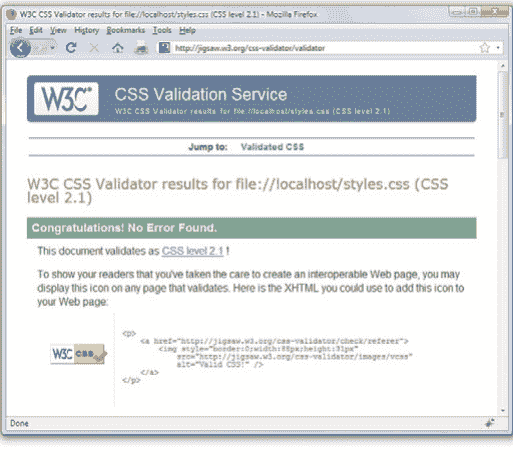 W3C CSS Validator results for file://localhost/styles.css (CSS level 2.1) - Mozilla Firefox
File Edit View History Bookmarks Tools Help
http://jigsaw.w3.org/css-validator/validator
W3C® CSS Validation Service
W3C CSS Validator results for file://localhost/styles.css (CSS level 2.1)
Jump to: Validated CSS
W3C CSS Validator results for file://localhost/styles.css (CSS
level 2.1)
Congratulations! No Error Found.
This document validates as CSS level 2.1 !
To show your readers that you've taken the care to create an interoperable Web page, you may
display this icon on any page that validates. Here is the XHTML you could use to add this icon to
your Web page:
W3C css
<p>
<a href="http://jigsaw.w3.org/css-validator/check/referer">
<img style="border:0;width:88px;height:31px"
src="http://jigsaw.w3.org/css-validator/images/vcss"
alt="Valid CSS!" />
</a>
</p>
Done